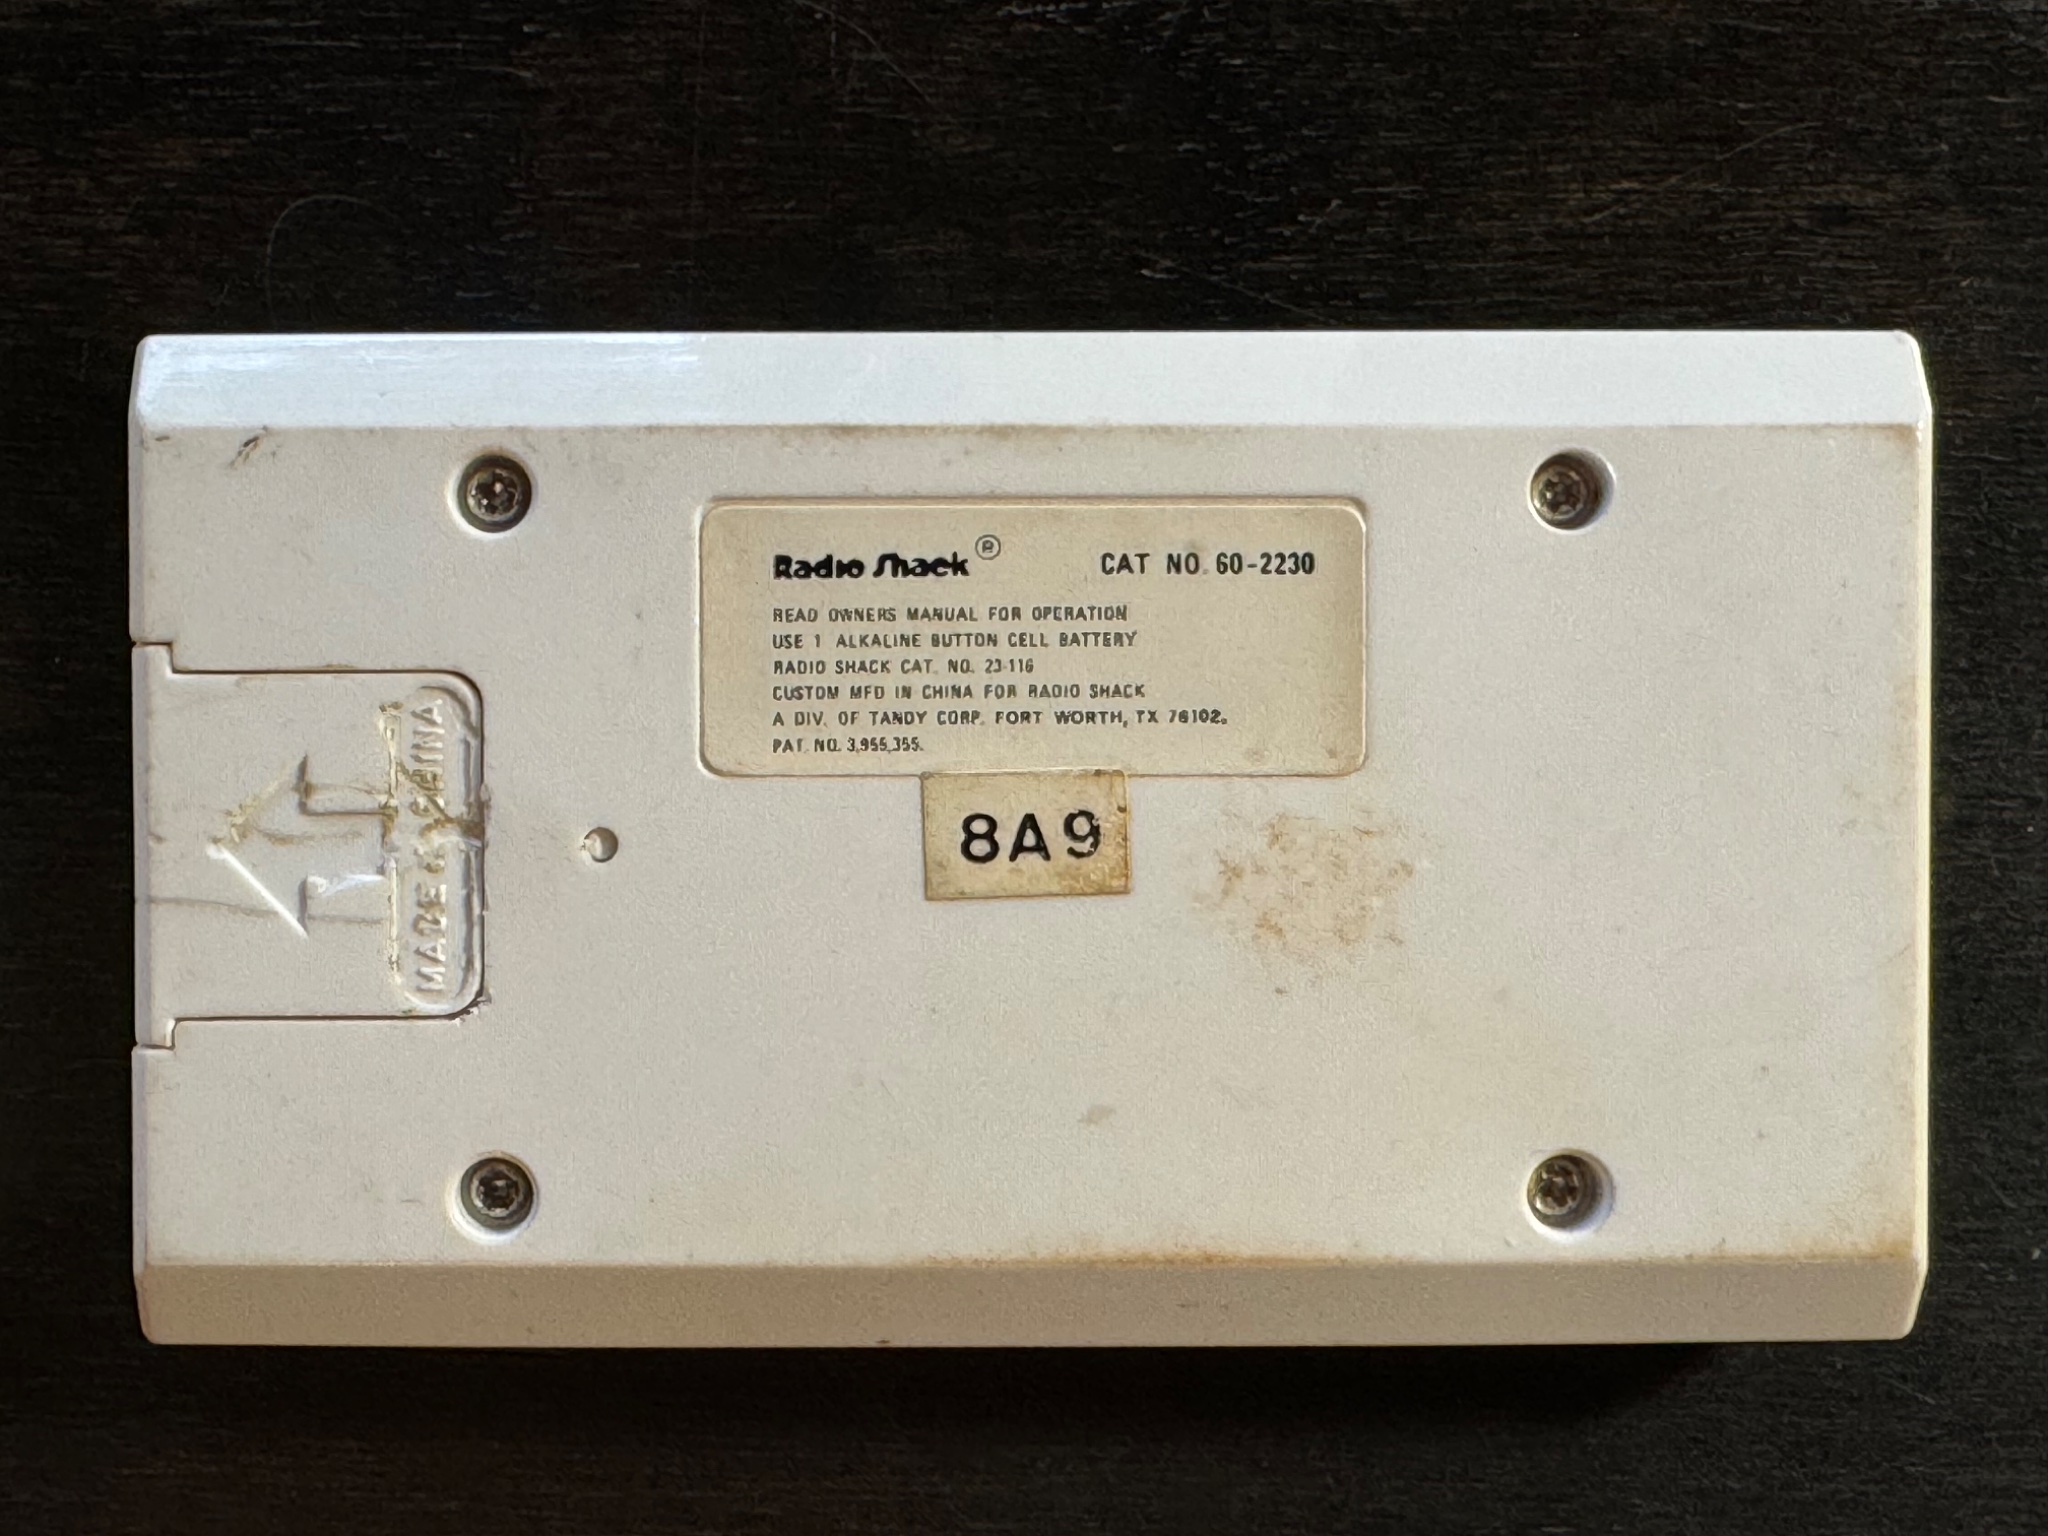 Radio Shack®
CAT NO. 60-2230
READ OWNERS MANUAL FOR OPERATION
USE 1 ALKALINE BUTTON CELL BATTERY
RADIO SHACK CAT. NO. 23-116
CUSTOM MFD IN CHINA FOR RADIO SHACK
A DIV. OF TANDY CORP. FORT WORTH, TX 76102.
PAT. NO. 3,955,355.
8A9
MADE IN CHINA